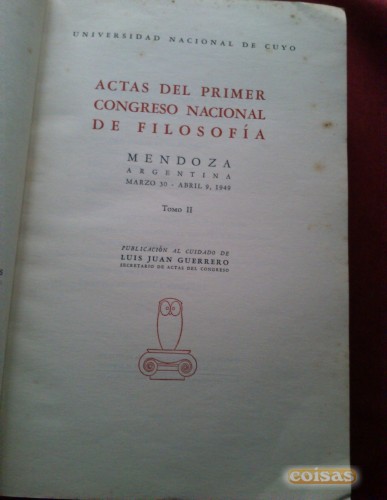 UNIVERSIDAD NACIONAL DE CUYO
ACTAS DEL PRIMER
CONGRESO NACIONAL
DE FILOSOFÍA
MENDOZA
ARGENTINA
MARZO 30 - ABRIL 9, 1949
TOMO II
PUBLICACIÓN AL CUIDADO DE
LUIS JUAN GUERRERO
SECRETARIO DE ACTAS DEL CONGRESO
coisas